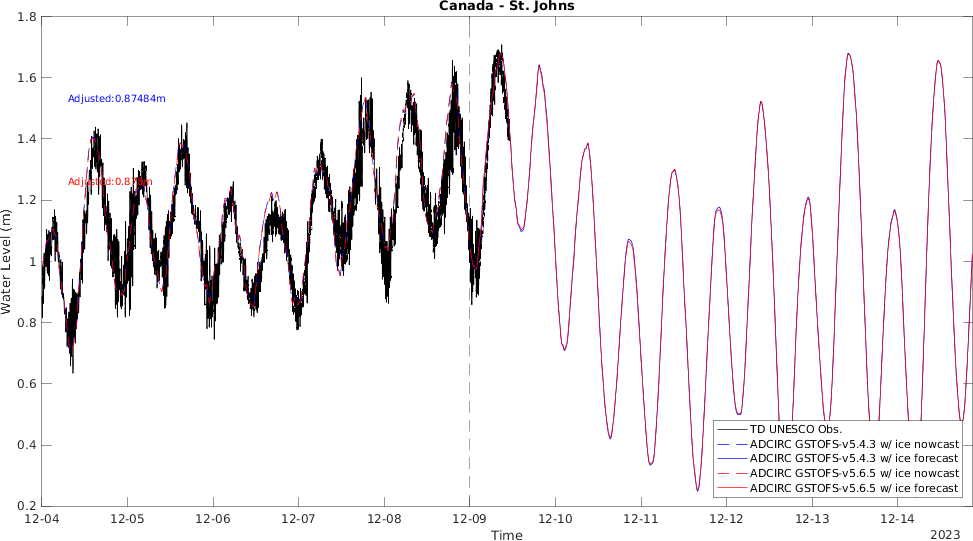 Canada - St. Johns
1.8
1.6
1.4
1.2
1
0.8
0.6
0.4
0.2
Water Level (m)
Adjusted:0.87484m
12-04
12-05
12-06
12-07
12-08
12-09
12-10
12-11
12-12
12-13
12-14
Time
2023
TD UNESCO Obs.
ADCIRC GSTOFS-v5.4.3 w/ ice nowcast
ADCIRC GSTOFS-v5.4.3 w/ ice forecast
ADCIRC GSTOFS-v5.6.5 w/ ice nowcast
ADCIRC GSTOFS-v5.6.5 w/ ice forecast